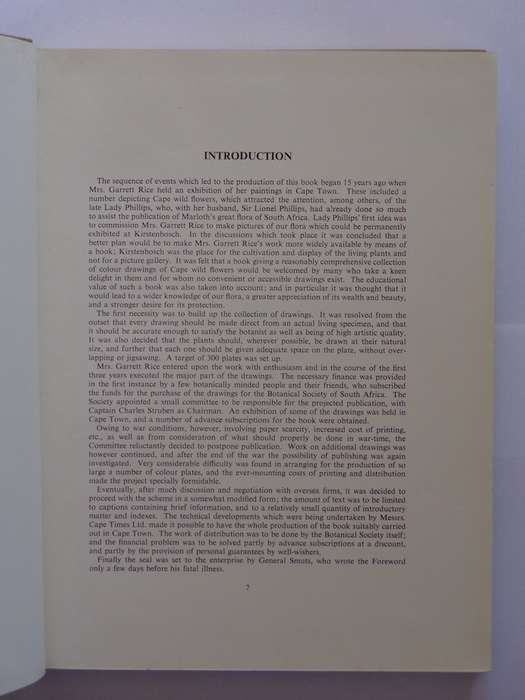 INTRODUCTION
The sequence of events which led to the production of this book began 15 years ago when
Mrs. Garrett Rice held an exhibition of her paintings in Cape Town. These included a
number depicting Cape wild flowers, which attracted the attention, among others, of the
late Lady Phillips, who, with her husband, Sir Lionel Phillips, had already done so much
to assist the publication of Marloth's great flora of South Africa. Lady Phillips' first idea was
to commission Mrs. Garrett Rice to make pictures of our flora which could be permanently
exhibited at Kirstenbosch. In the discussions which took place it was concluded that a
better plan would be to make Mrs. Garrett Rice's work more widely available by means of
a book; Kirstenbosch was the place for the cultivation and display of the living plants and
not for a picture gallery. It was felt that a book giving a reasonably comprehensive collection
of colour drawings of Cape wild flowers would be welcomed by many who take a keen
delight in them and for whom no convenient or accessible drawings exist. The educational
value of such a book was also taken into account; and in particular it was thought that it
would lead to a wider knowledge of our flora, a greater appreciation of its wealth and beauty,
and a stronger desire for its protection.
The first necessity was to build up the collection of drawings. It was resolved from the
outset that every drawing should be made direct from an actual living specimen, and that
it should be accurate enough to satisfy the botanist as well as being of high artistic quality.
It was also decided that the plants should, wherever possible, be drawn at their natural
size, and further that each one should be given adequate space on the plate, without over-
lapping or jigsawing. A target of 300 plates was set up.
Mrs. Garrett Rice entered upon the work with enthusiasm and in the course of the first
three years executed the major part of the drawings. The necessary finance was provided
in the first instance by a few botanically minded people and their friends, who subscribed
the funds for the purchase of the drawings for the Botanical Society of South Africa. The
Society appointed a small committee to be responsible for the projected publication, with
Captain Charles Struben as Chairman. An exhibition of some of the drawings was held in
Cape Town, and a number of advance subscriptions for the book were obtained.
Owing to war conditions, however, involving paper scarcity, increased cost of printing,
etc., as well as from consideration of what should properly be done in war-time, the
Committee reluctantly decided to postpone publication. Work on additional drawings was
however continued, and after the end of the war the possibility of publishing was again
investigated. Very considerable difficulty was found in arranging for the production of so
large a number of colour plates, and the ever-mounting costs of printing and distribution
made the project specially formidable.
Eventually, after much discussion and negotiation with overses firms, it was decided to
proceed with the scheme in a somewhat modified form; the amount of text was to be limited
to captions containing brief information, and to a relatively small quantity of introductory
matter and indexes. The technical developments which were being undertaken by Messrs.
Cape Times Ltd. made it possible to have the whole production of the book suitably carried
out in Cape Town. The work of distribution was to be done by the Botanical Society itself;
and the financial problem was to be solved partly by advance subscriptions at a discount,
and partly by the provision of personal guarantees by well-wishers.
Finally the seal was set to the enterprise by General Smuts, who wrote the Foreword
only a few days before his fatal illness.
7